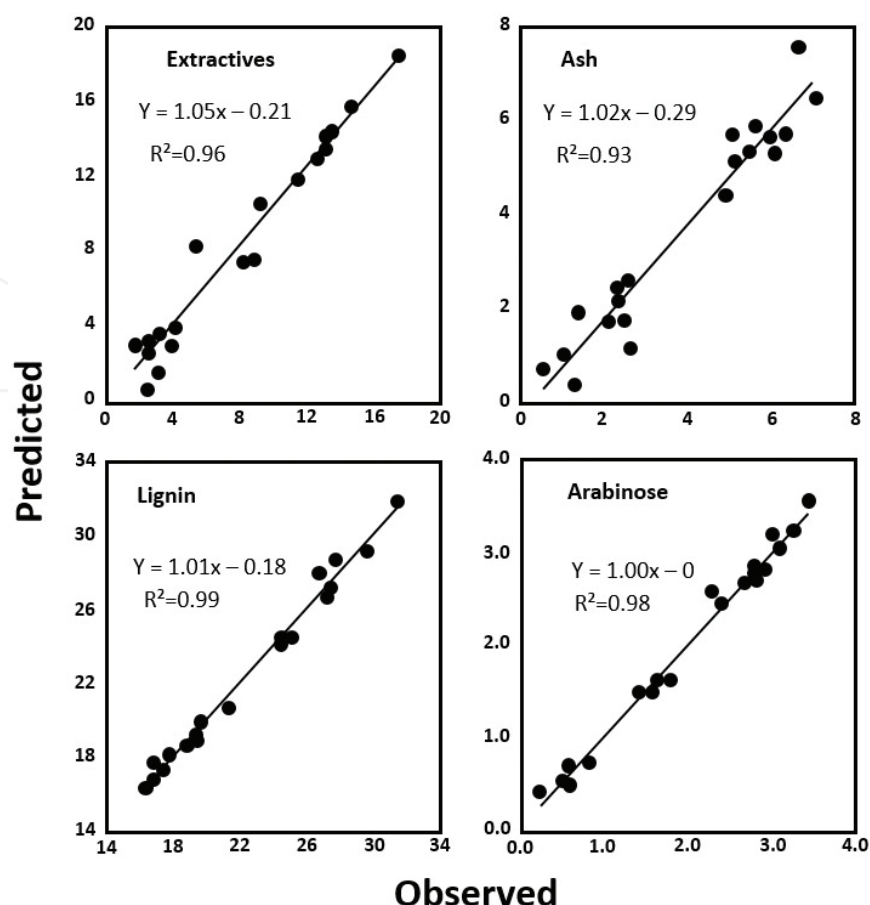 20
16
12
8
4
0
0 4 8 12 16 20
Extractives
Y = 1.05x – 0.21
R²=0.96
8
6
4
2
0
0 2 4 6 8
Ash
Y = 1.02x – 0.29
R²=0.93
Predicted
34
30
26
22
18
14
14 18 22 26 30 34
Lignin
Y = 1.01x – 0.18
R²=0.99
4.0
3.0
2.0
1.0
0.0
0.0 1.0 2.0 3.0 4.0
Arabinose
Y = 1.00x – 0
R²=0.98
Observed